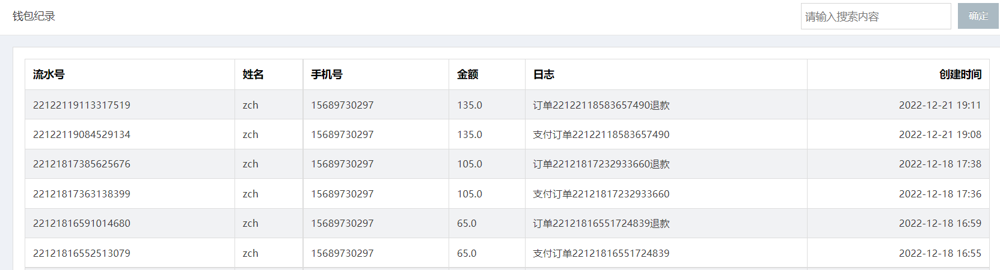 钱包纪录
请输入搜索内容 确定
流水号 姓名 手机号 金额 日志 创建时间
22122119113317519 zch 15689730297 135.0 订单22122118583657490退款 2022-12-21 19:11
22122119084529134 zch 15689730297 135.0 支付订单22122118583657490 2022-12-21 19:08
22121817385625676 zch 15689730297 105.0 订单22121817232933660退款 2022-12-18 17:38
22121817363138399 zch 15689730297 105.0 支付订单22121817232933660 2022-12-18 17:36
22121816591014680 zch 15689730297 65.0 订单22121816551724839退款 2022-12-18 16:59
22121816552513079 zch 15689730297 65.0 支付订单22121816551724839 2022-12-18 16:55